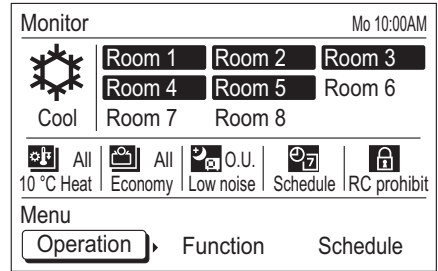 Monitor Mo 10:00AM
Room 1 Room 2 Room 3
Room 4 Room 5 Room 6
Cool Room 7 Room 8
All All O.U. 7
10 °C Heat Economy Low noise Schedule RC prohibit
Menu
Operation Function Schedule